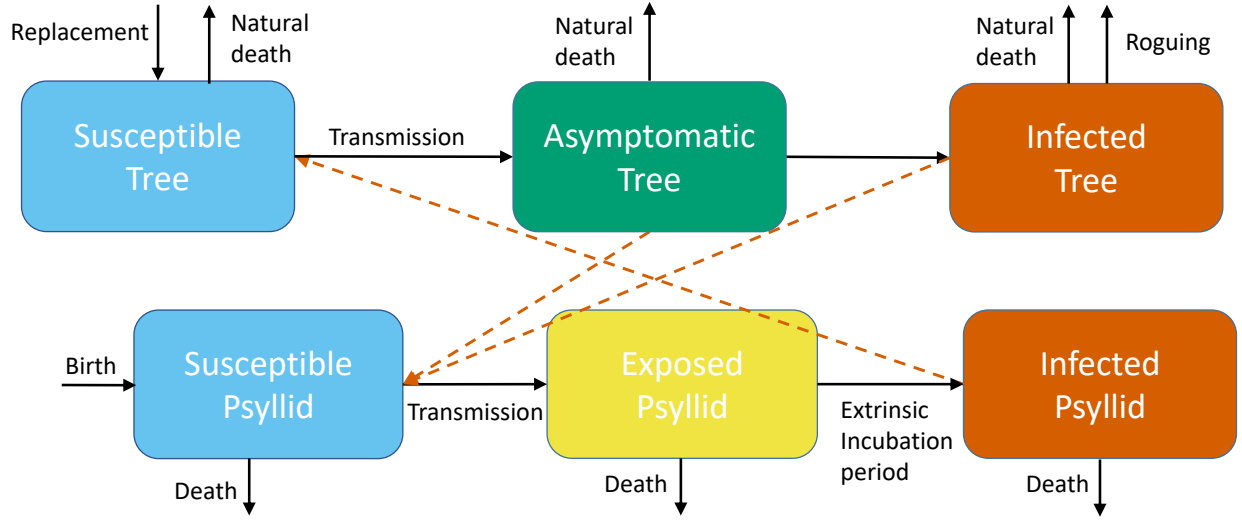 Replacement
Natural
death
Natural
death
Natural
death
Roguing
Susceptible
Tree
Transmission
Asymptomatic
Tree
Infected
Tree
Birth
Susceptible
Psyllid
Transmission
Exposed
Psyllid
Extrinsic
Incubation
period
Infected
Psyllid
Death
Death
Death